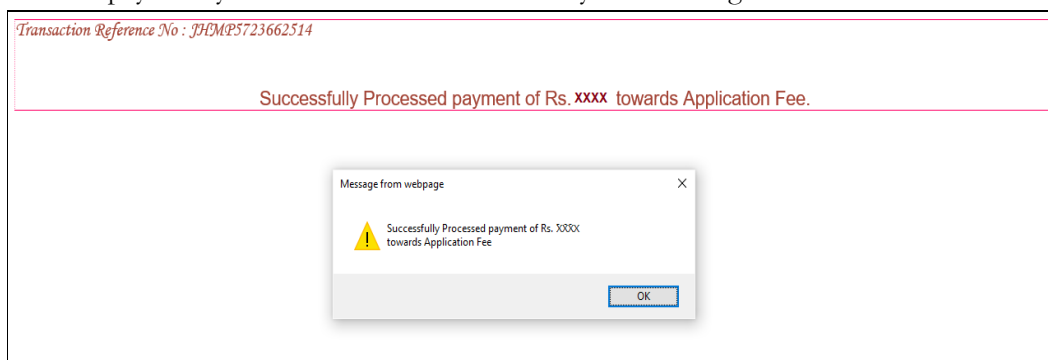 Transaction Reference No : JHMP5723662514
Successfully Processed payment of Rs. xxxx towards Application Fee.
Message from webpage
Successfully Processed payment of Rs. XXXX
towards Application Fee
OK